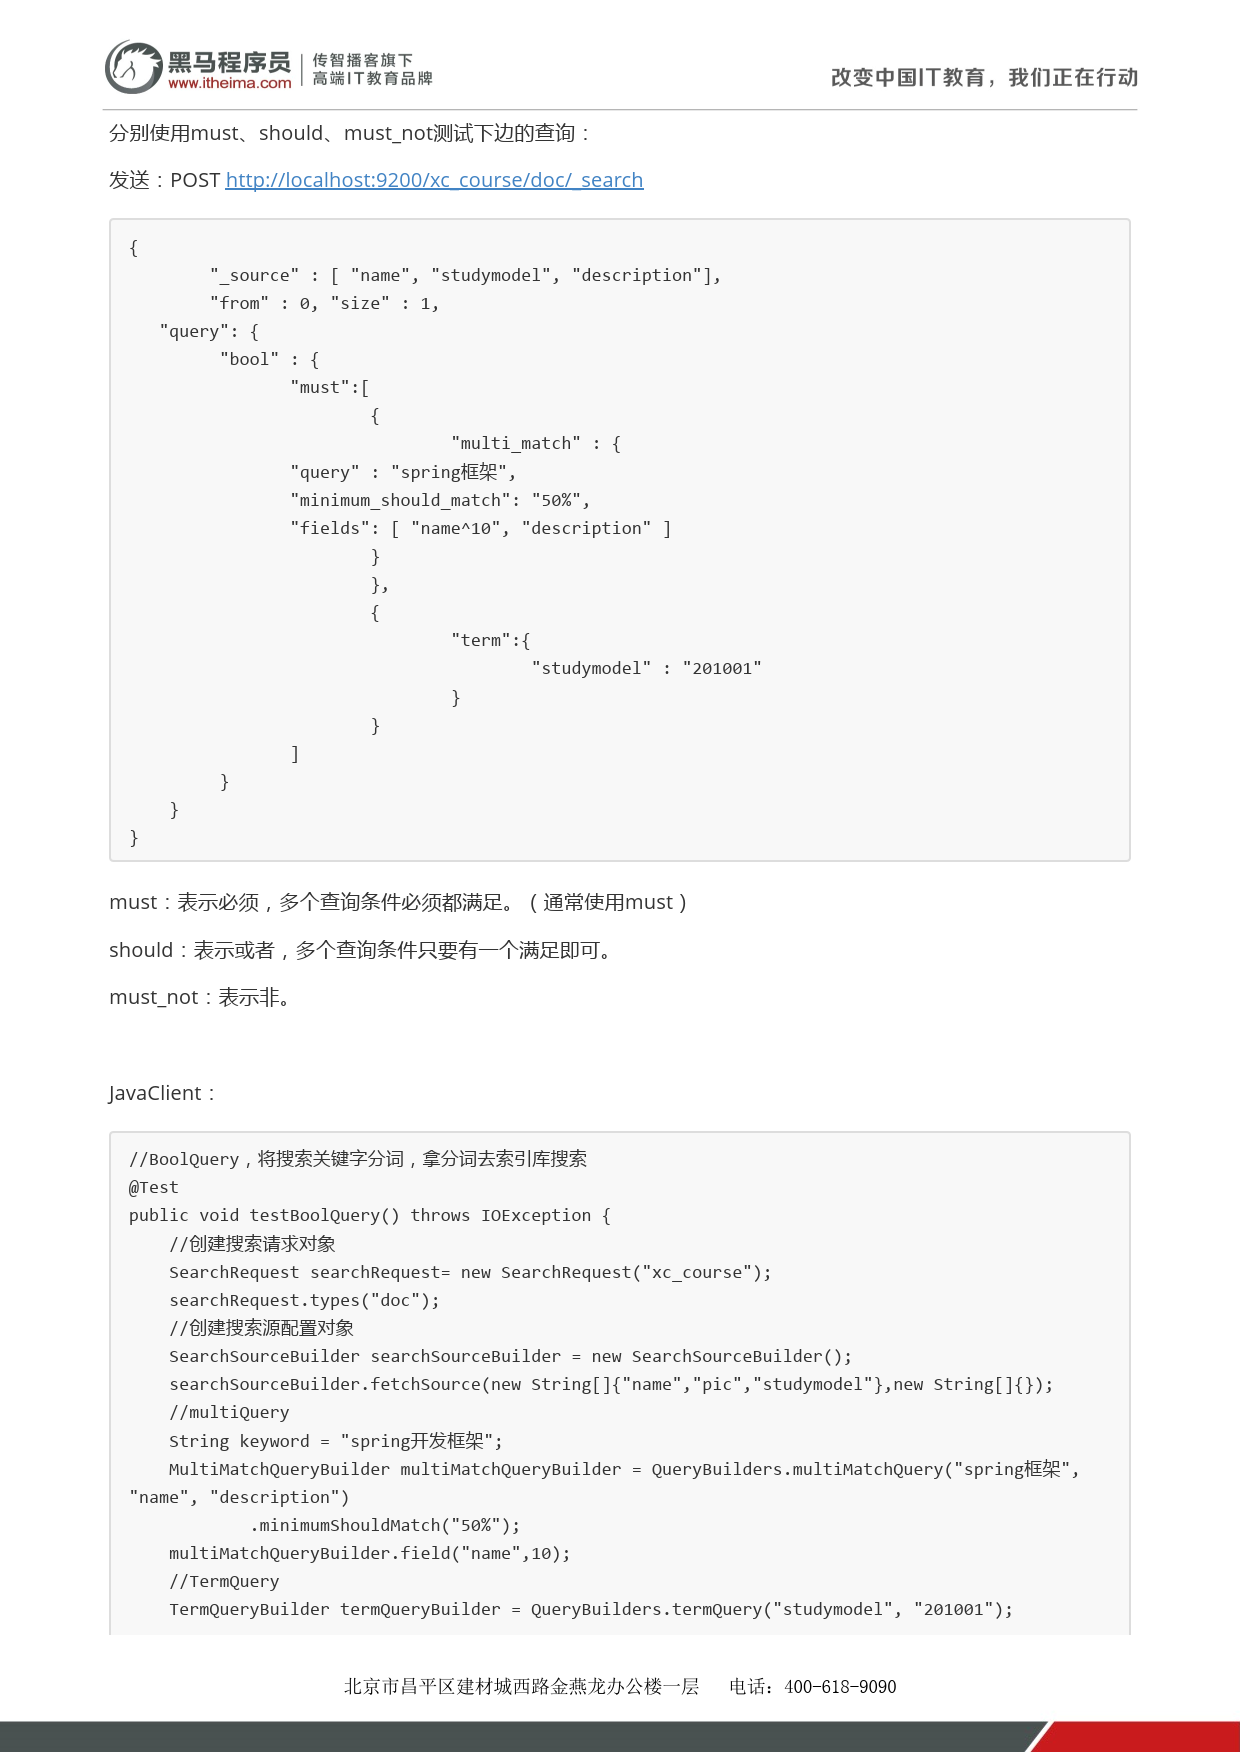 黑马程序员
www.itheima.com
传智播客旗下
高端IT教育品牌
改变中国IT教育，我们正在行动
分别使用must、should、must_not测试下边的查询：
发送：POST http://localhost:9200/xc_course/doc/_search
{
        "_source" : [ "name", "studymodel", "description"],
        "from" : 0, "size" : 1,
   "query": {
         "bool" : {
                "must":[
                        {
                                "multi_match" : {
                "query" : "spring框架",
                "minimum_should_match": "50%",
                "fields": [ "name^10", "description" ]
                        }
                        },
                        {
                                "term":{
                                        "studymodel" : "201001"
                                }
                        }
                ]
         }
    }
}
must：表示必须，多个查询条件必须都满足。（通常使用must）
should：表示或者，多个查询条件只要有一个满足即可。
must_not：表示非。
JavaClient：
//BoolQuery，将搜索关键字分词，拿分词去索引库搜索
@Test
public void testBoolQuery() throws IOException {
    //创建搜索请求对象
    SearchRequest searchRequest= new SearchRequest("xc_course");
    searchRequest.types("doc");
    //创建搜索源配置对象
    SearchSourceBuilder searchSourceBuilder = new SearchSourceBuilder();
    searchSourceBuilder.fetchSource(new String[]{"name","pic","studymodel"},new String[]{});
    //multiQuery
    String keyword = "spring开发框架";
    MultiMatchQueryBuilder multiMatchQueryBuilder = QueryBuilders.multiMatchQuery("spring框架",
"name", "description")
            .minimumShouldMatch("50%");
    multiMatchQueryBuilder.field("name",10);
    //TermQuery
    TermQueryBuilder termQueryBuilder = QueryBuilders.termQuery("studymodel", "201001");
北京市昌平区建材城西路金燕龙办公楼一层   电话：400-618-9090